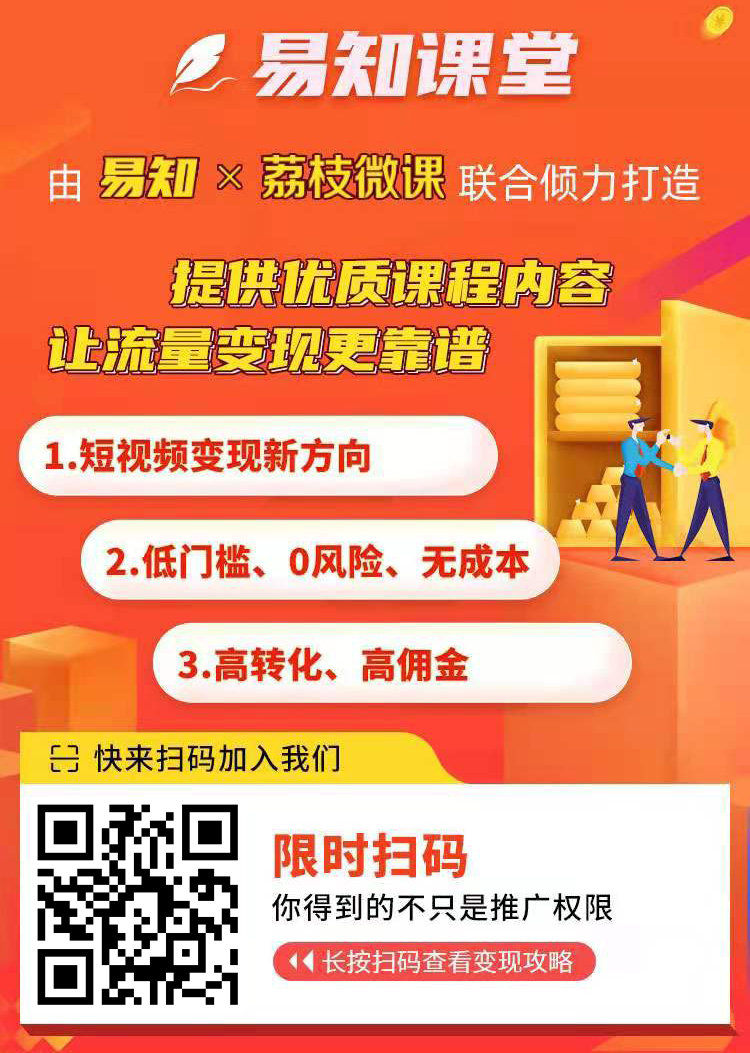 易知课堂
由 易知 × 荔枝微课 联合倾力打造
提供优质课程内容
让流量变现更靠谱
1.短视频变现新方向
2.低门槛、0风险、无成本
3.高转化、高佣金
快来扫码加入我们
限时扫码
你得到的不只是推广权限
长按扫码查看变现攻略